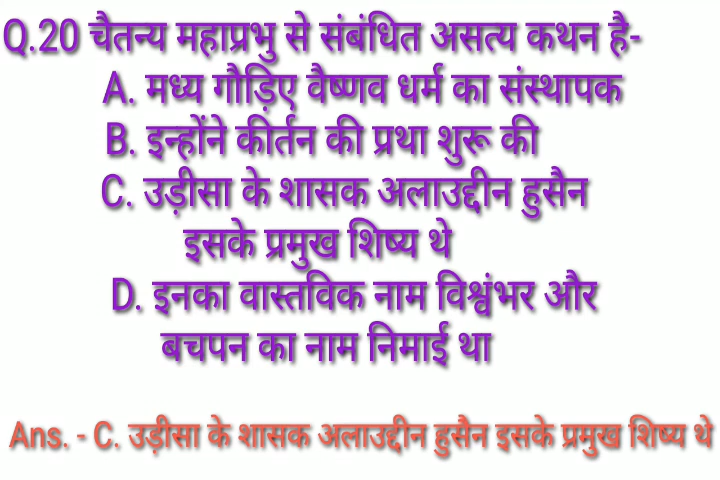 Q.20 चैतन्य महाप्रभु से संबंधित असत्य कथन है-
A. मध्य गौड़िए वैष्णव धर्म का संस्थापक
B. इन्होंने कीर्तन की प्रथा शुरू की
C. उड़ीसा के शासक अलाउद्दीन हुसैन
इसके प्रमुख शिष्य थे
D. इनका वास्तविक नाम विश्वंभर और
बचपन का नाम निमाई था
Ans. - C. उड़ीसा के शासक अलाउद्दीन हुसैन इसके प्रमुख शिष्य थे